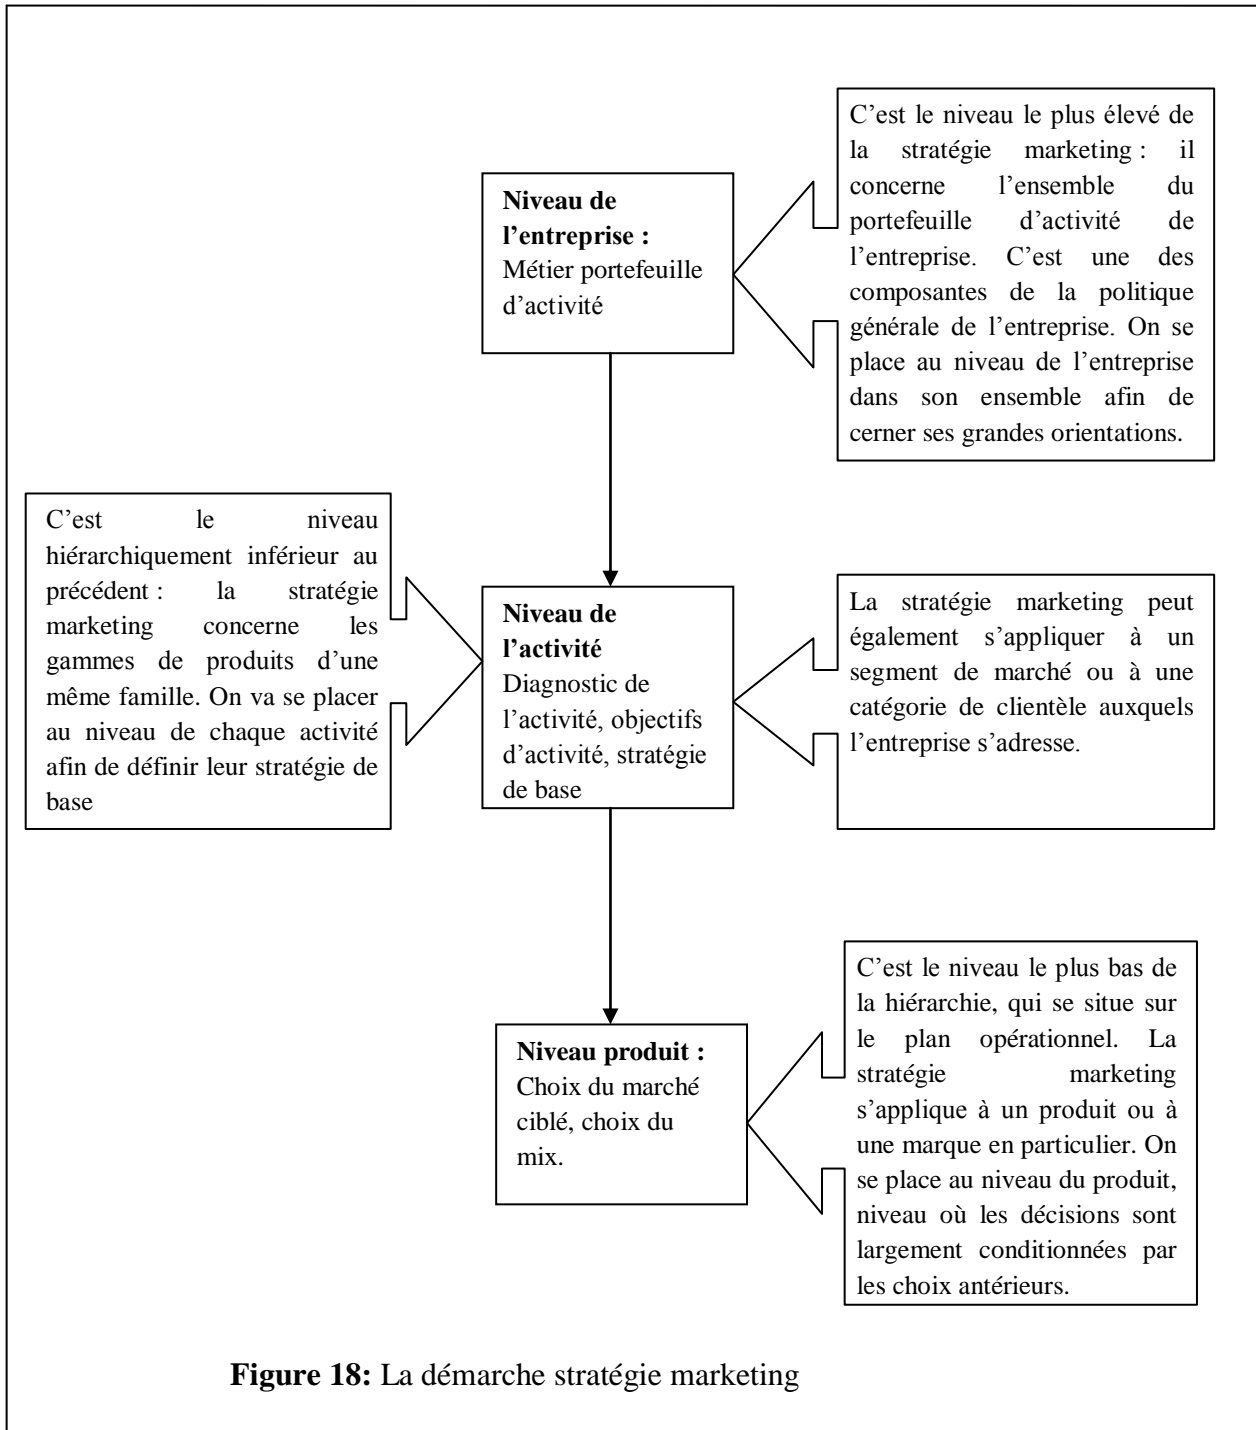 Niveau de
l’entreprise :
Métier portefeuille
d’activité
C’est le niveau le plus élevé de
la stratégie marketing : il
concerne l’ensemble du
portefeuille d’activité de
l’entreprise. C’est une des
composantes de la politique
générale de l’entreprise. On se
place au niveau de l’entreprise
dans son ensemble afin de
cerner ses grandes orientations.
C’est le niveau
hiérarchiquement inférieur au
précédent : la stratégie
marketing concerne les
gammes de produits d’une
même famille. On va se placer
au niveau de chaque activité
afin de définir leur stratégie de
base
Niveau de
l’activité
Diagnostic de
l’activité, objectifs
d’activité, stratégie
de base
La stratégie marketing peut
également s’appliquer à un
segment de marché ou à une
catégorie de clientèle auxquels
l’entreprise s’adresse.
Niveau produit :
Choix du marché
ciblé, choix du
mix.
C’est le niveau le plus bas de
la hiérarchie, qui se situe sur
le plan opérationnel. La
stratégie marketing
s’applique à un produit ou à
une marque en particulier. On
se place au niveau du produit,
niveau où les décisions sont
largement conditionnées par
les choix antérieurs.
Figure 18: La démarche stratégie marketing